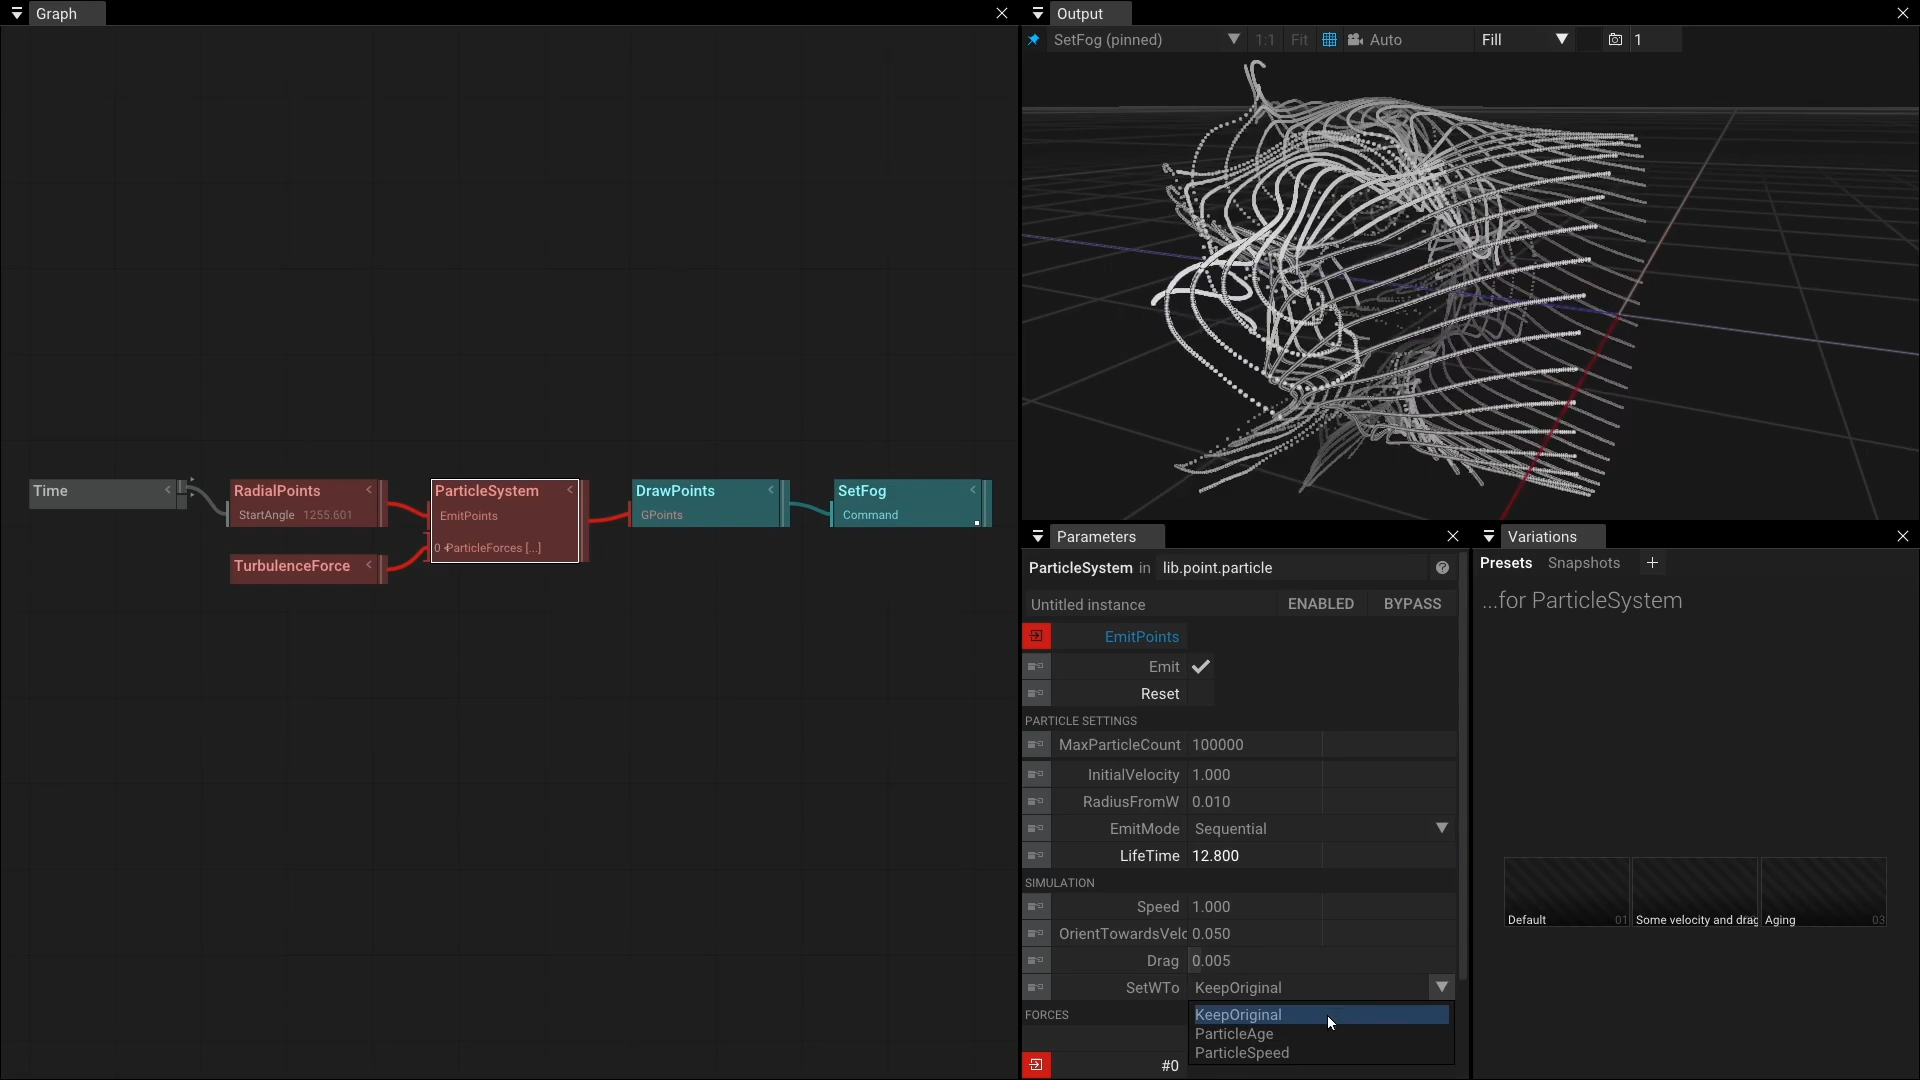 Graph
Time
RadialPoints
StartAngle 1255.601
TurbulenceForce
ParticleSystem
EmitPoints
0 ParticleForces [...]
DrawPoints
GPoints
SetFog
Command
Output
SetFog (pinned)
1:1
Fit
Auto
Fill
1
Parameters
ParticleSystem in lib.point.particle
Untitled instance ENABLED BYPASS
EmitPoints
Emit
Reset
PARTICLE SETTINGS
MaxParticleCount 100000
InitialVelocity 1.000
RadiusFromW 0.010
EmitMode Sequential
LifeTime 12.800
SIMULATION
Speed 1.000
OrientTowardsVelc 0.050
Drag 0.005
SetWTo KeepOriginal
KeepOriginal
ParticleAge
ParticleSpeed
FORCES
#0
Variations
Presets Snapshots +
...for ParticleSystem
Default 01
Some velocity and drag
Aging 03